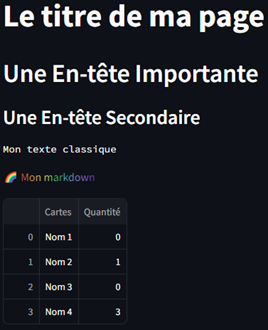 Le titre de ma page
Une En-tête Importante
Une En-tête Secondaire
Mon texte classique
🌈 Mon markdown
Cartes Quantité
0 Nom 1 0
1 Nom 2 1
2 Nom 3 0
3 Nom 4 3